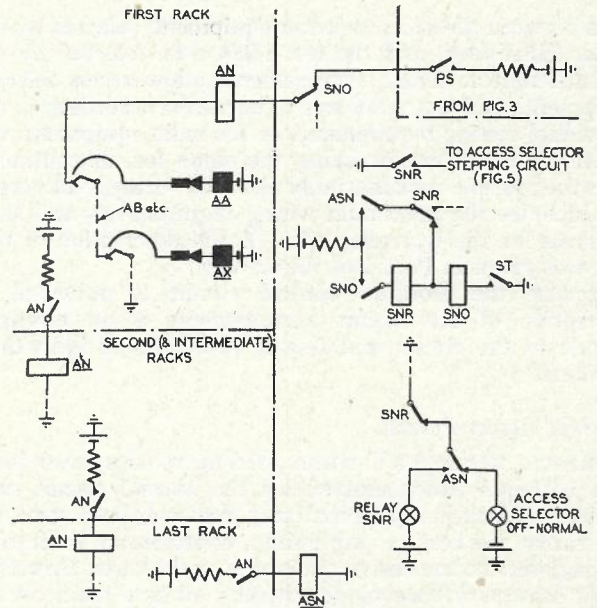 FIRST RACK
AN
SNO
PS
FROM FIG.3
TO ACCESS SELECTOR
STEPPING CIRCUIT
(FIG.5)
SNR
AA
AB etc.
AX
ASN
SNR
SNO
SNR
SNO
ST
AN
AN
SECOND (& INTERMEDIATE)
RACKS
SNR
ASN
RELAY
SNR
ACCESS
SELECTOR
OFF-NORMAL
AN
AN
LAST RACK
AN
ASN